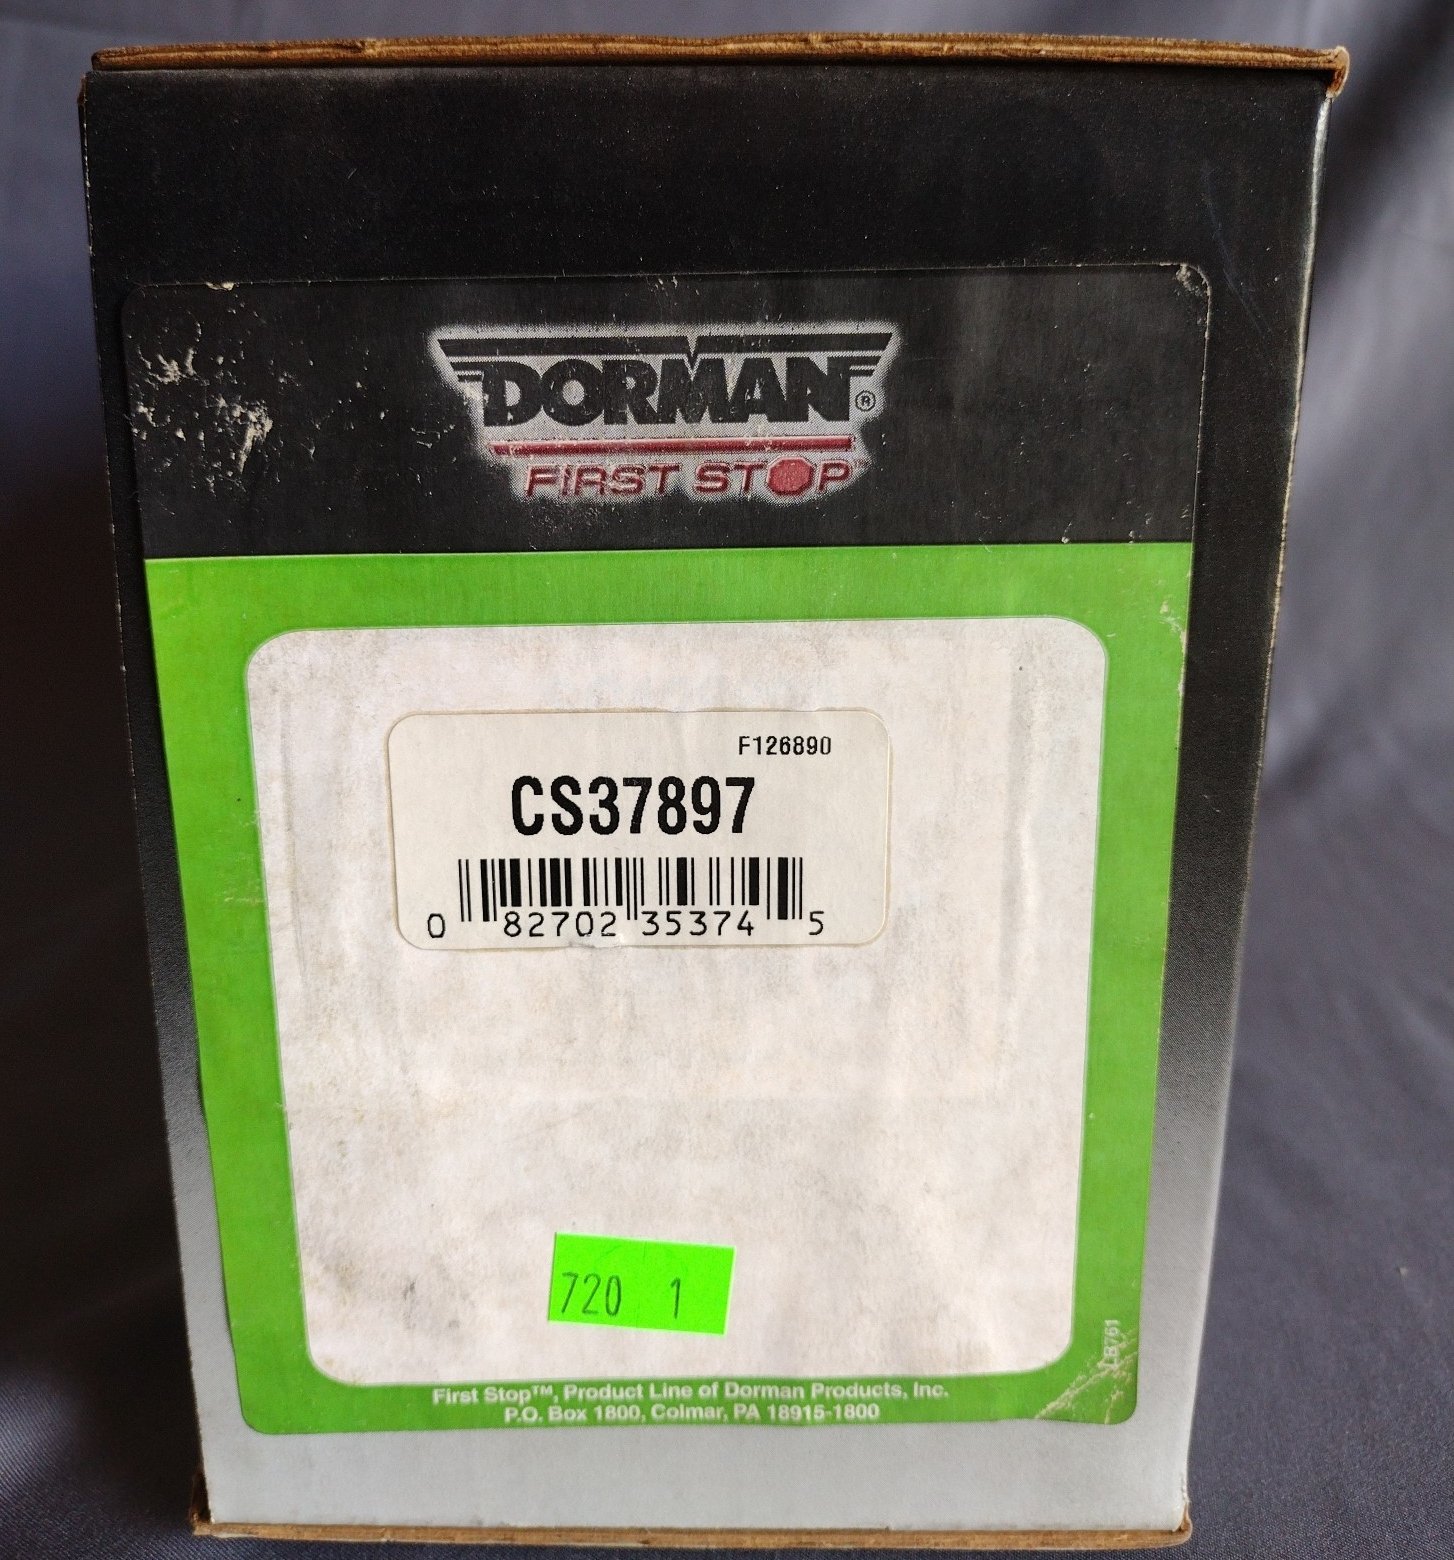 DORMAN®
FIRST STOP
F126890
CS37897
0 82702 35374 5
720 1
LB761
First Stop™, Product Line of Dorman Products, Inc.
P.O. Box 1800, Colmar, PA 18915-1800